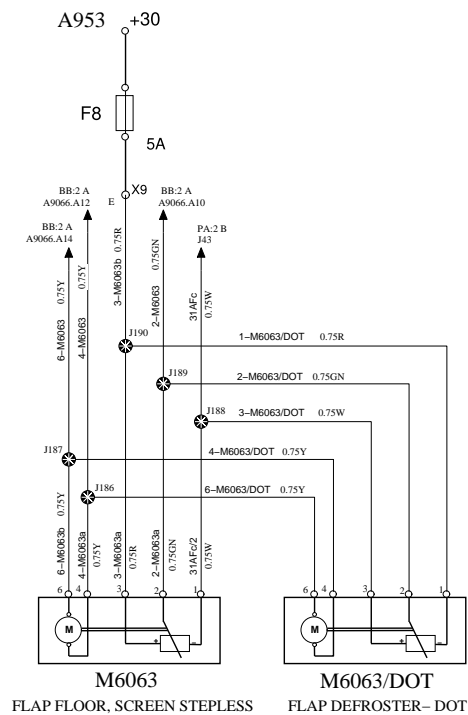 A953
+30
F8
5A
X9
E
BB:2 A
A9066.A12
BB:2 A
A9066.A14
BB:2 A
A9066.A10
PA:2 B
J43
6-M6063
0.75Y
4-M6063
0.75Y
3-M6063b
0.75R
2-M6063
0.75GN
31AFc
0.75W
J190
1-M6063/DOT 0.75R
J189
2-M6063/DOT 0.75GN
J188
3-M6063/DOT 0.75W
J187
4-M6063/DOT 0.75Y
J186
6-M6063/DOT 0.75Y
6-M6063b
0.75Y
4-M6063a
0.75Y
3-M6063a
0.75R
2-M6063a
0.75GN
31AFc/2
0.75W
6 4 3 2 1
6 4 3 2 1
M + −
M + −
M6063
M6063/DOT
FLAP FLOOR, SCREEN STEPLESS
FLAP DEFROSTER− DOT